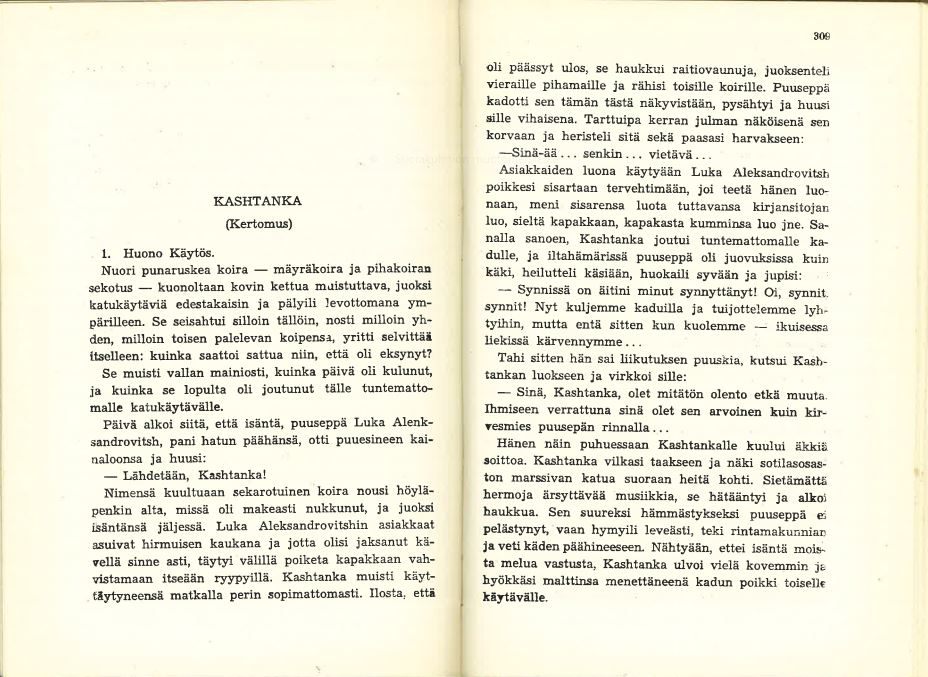 KASHTANKA
(Kertomus)
1. Huono Käytös.
Nuori punaruskea koira — mäyräkoira ja pihakoiran
sekotus — kuonoltaan kovin kettua muistuttava, juoksi
katukäytäviä edestakaisin ja pälyili levottomana ym-
pärilleen. Se seisahtui silloin tällöin, nosti milloin yh-
den, milloin toisen palelevan koipensa, yritti selvittää
itselleen: kuinka saattoi sattua niin, että oli eksynyt?
Se muisti vallan mainiosti, kuinka päivä oli kulunut,
ja kuinka se lopulta oli joutunut tälle tuntematto-
malle katukäytävälle.
Päivä alkoi siitä, että isäntä, puuseppä Luka Alenk-
sandrovitsh, pani hatun päähänsä, otti puuesineen kai-
naloonsa ja huusi:
— Lähdetään, Kashtanka!
Nimensä kuultuaan sekarotuinen koira nousi höylä-
penkin alta, missä oli makeasti nukkunut, ja juoksi
isäntänsä jäljessä. Luka Aleksandrovitshin asiakkaat
asuivat hirmuisen kaukana ja jotta olisi jaksanut kä-
vellä sinne asti, täytyi välillä poiketa kapakkaan vah-
vistamaan itseään ryypyillä. Kashtanka muisti käyt-
täytyneensä matkalla perin sopimattomasti. Ilosta, että
309
oli päässyt ulos, se haukkui raitiovaunuja, juoksenteli
vieraille pihamaille ja rähisi toisille koirille. Puuseppä
kadotti sen tämän tästä näkyvistään, pysähtyi ja huusi
sille vihaisena. Tarttuipa kerran julman näköisenä sen
korvaan ja heristeli sitä sekä paasasi harvakseen:
—Sinä-ää... senkin... vietävä...
Asiakkaiden luona käytyään Luka Aleksandrovitsh
poikkesi sisartaan tervehtimään, joi teetä hänen luo-
naan, meni sisarensa luota tuttavansa kirjansitojan
luo, sieltä kapakkaan, kapakasta kumminsa luo jne. Sa-
nalla sanoen, Kashtanka joutui tuntemattomalle ka-
dulle, ja iltahämärissä puuseppä oli juovuksissa kuin
käki, heilutteli käsiään, huokaili syvään ja jupisi:
— Synnissä on äitini minut synnyttänyt! Oi, synnit,
synnit! Nyt kuljemme kaduilla ja tuijottelemme lyh-
tyihin, mutta entä sitten kun kuolemme — ikuisessa
liekissä kärvennymme...
Tahi sitten hän sai liikutuksen puuskia, kutsui Kash-
tankan luokseen ja virkkoi sille:
— Sinä, Kashtanka, olet mitätön olento etkä muuta.
Ihmiseen verrattuna sinä olet sen arvoinen kuin kir-
vesmies puusepän rinnalla...
Hänen näin puhuessaan Kashtankalle kuului äkkiä
soittoa. Kashtanka vilkasi taakseen ja näki sotilasosas-
ton marssivan katua suoraan heitä kohti. Sietämättä
hermoja ärsyttävää musiikkia, se hätääntyi ja alkoi
haukkua. Sen suureksi hämmästykseksi puuseppä ei
pelästynyt, vaan hymyili leveästi, teki rintamakunnian
ja veti käden päähineeseen. Nähtyään, ettei isäntä mois-
ta melua vastusta, Kashtanka ulvoi vielä kovemmin ja
hyökkäsi malttinsa menettäneenä kadun poikki toiselle
käytävälle.